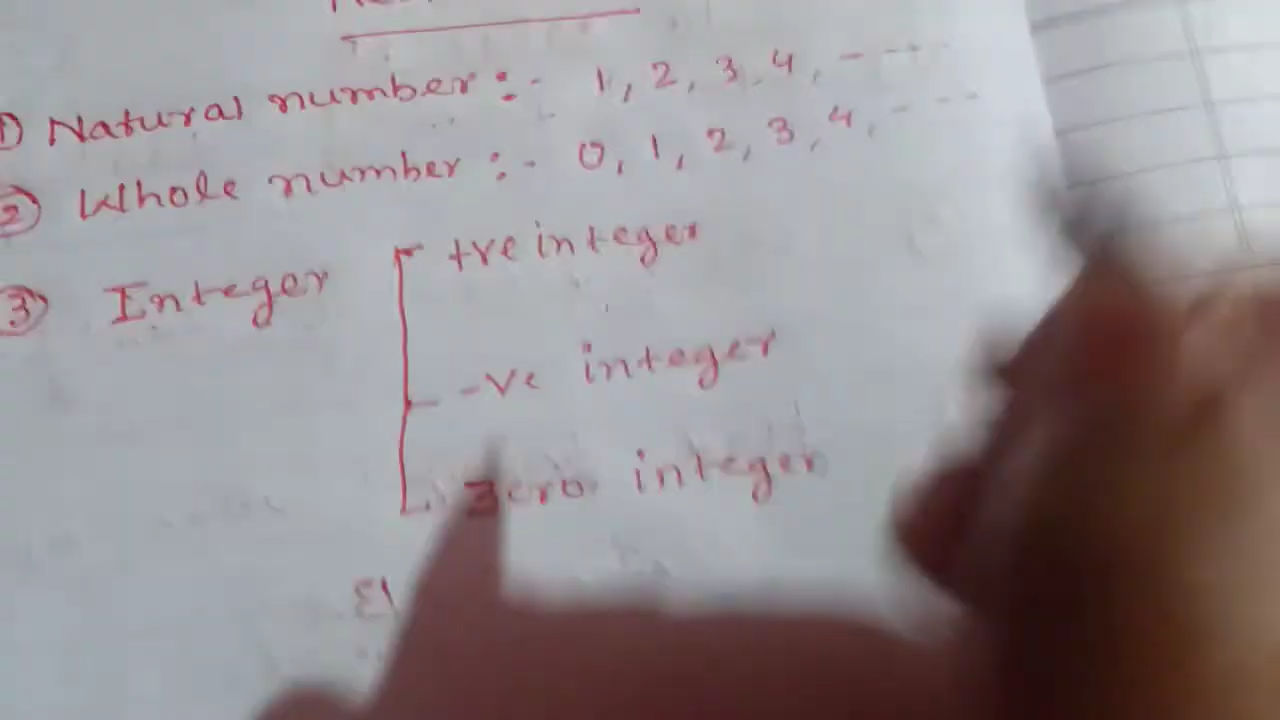 1) Natural number :- 1, 2, 3, 4, - - -
2) Whole number :- 0, 1, 2, 3, 4, - - -
3) Integer
+ve integer
-ve integer
zero integer